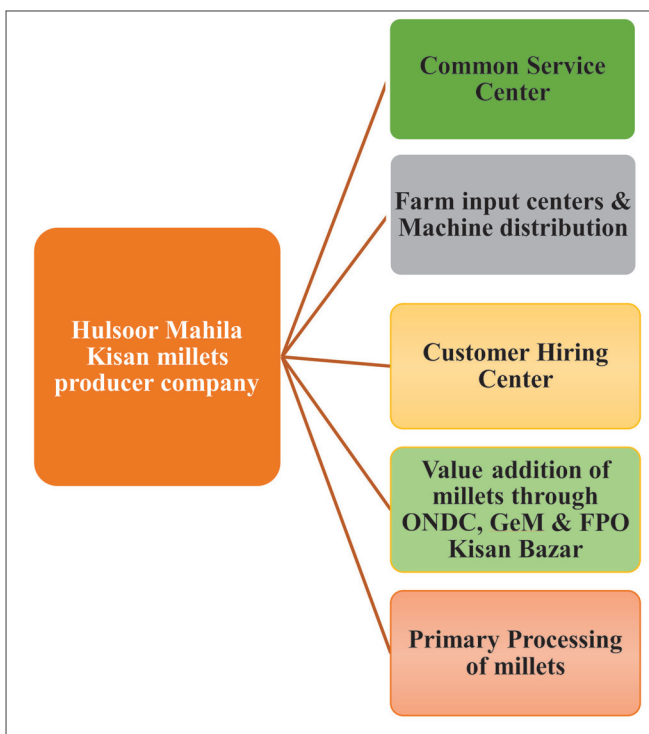 Hulsoor Mahila
Kisan millets
producer company
Common Service
Center
Farm input centers &
Machine distribution
Customer Hiring
Center
Value addition of
millets through
ONDC, GeM & FPO
Kisan Bazar
Primary Processing
of millets